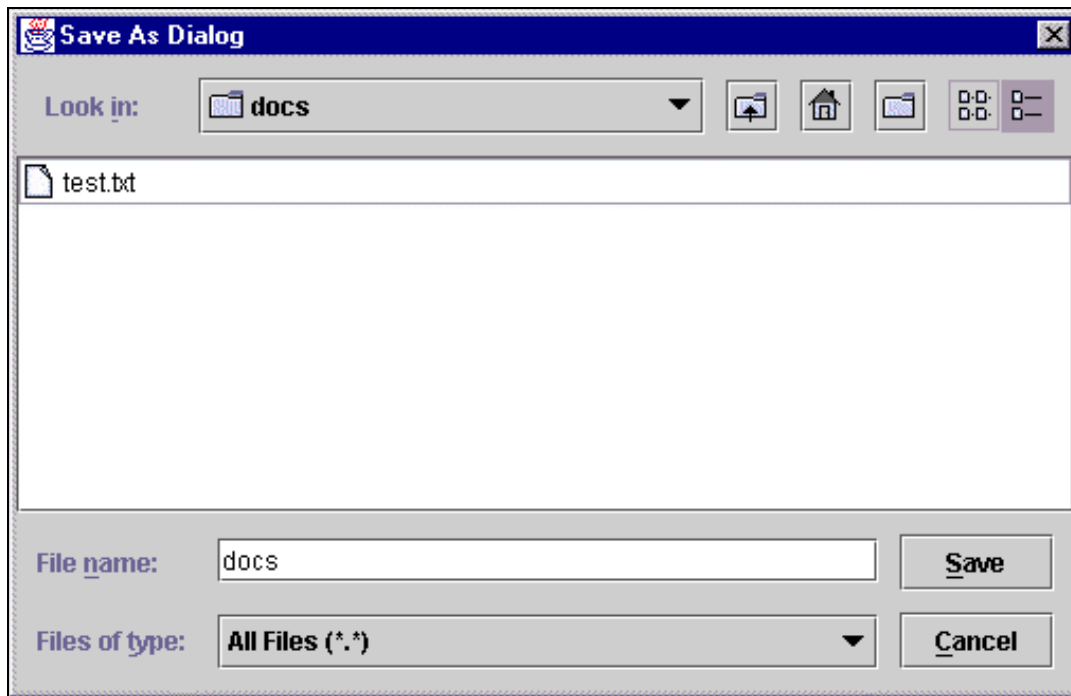 Save As Dialog
Look in: docs
test.txt
File name: docs Save
Files of type: All Files (*.*) Cancel